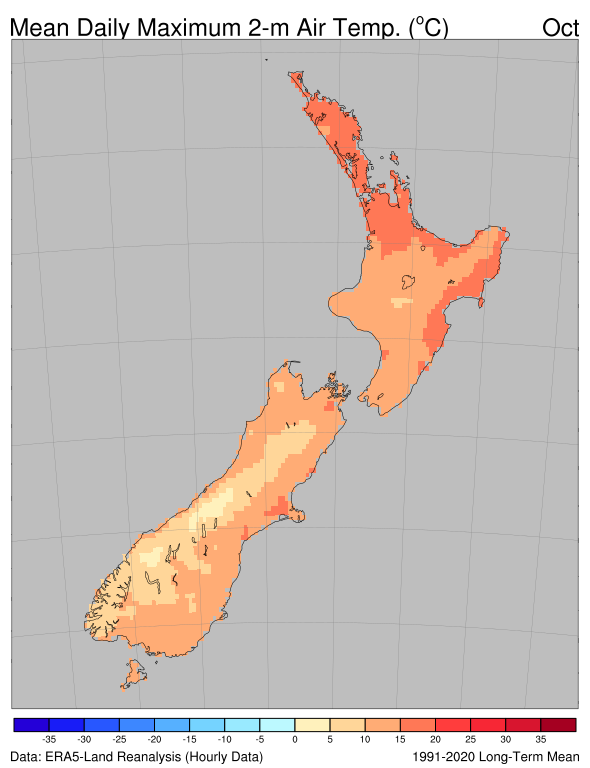 Mean Daily Maximum 2-m Air Temp. (°C) Oct
-35 -30 -25 -20 -15 -10 -5 0 5 10 15 20 25 30 35
Data: ERA5-Land Reanalysis (Hourly Data) 1991-2020 Long-Term Mean